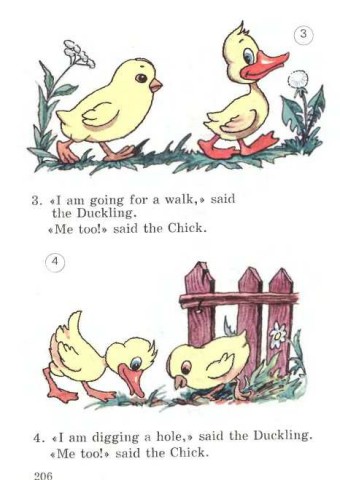 3
3. «I am going for a walk,» said
the Duckling.
«Me too!» said the Chick.
4
4. «I am digging a hole,» said the Duckling.
«Me too!» said the Chick.
206